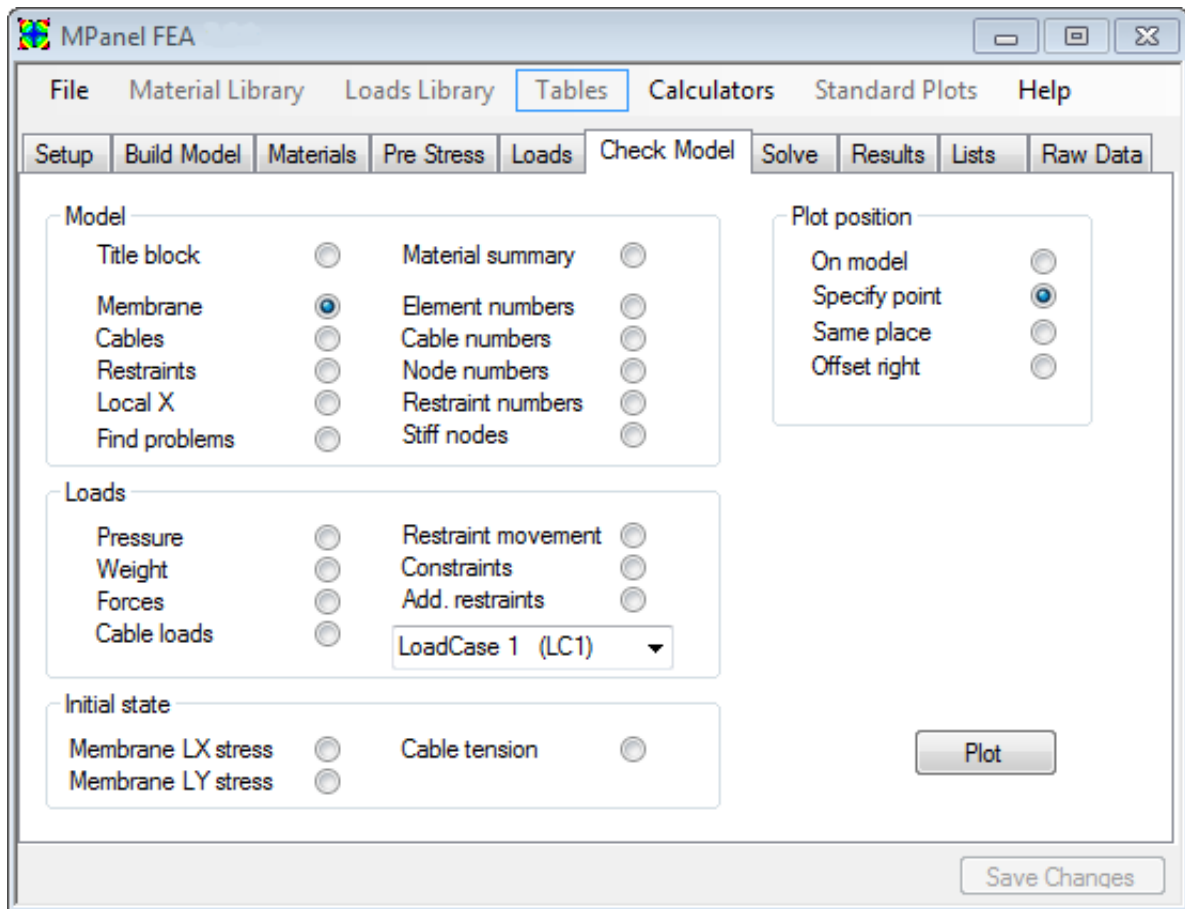 MPanel FEA
File Material Library Loads Library Tables Calculators Standard Plots Help
Setup Build Model Materials Pre Stress Loads Check Model Solve Results Lists Raw Data
Model
Title block Material summary
Membrane Element numbers
Cables Cable numbers
Restraints Node numbers
Local X Restraint numbers
Find problems Stiff nodes
Plot position
On model
Specify point
Same place
Offset right
Loads
Pressure Restraint movement
Weight Constraints
Forces Add. restraints
Cable loads LoadCase 1 (LC1)
Initial state
Membrane LX stress Cable tension
Membrane LY stress
Plot
Save Changes